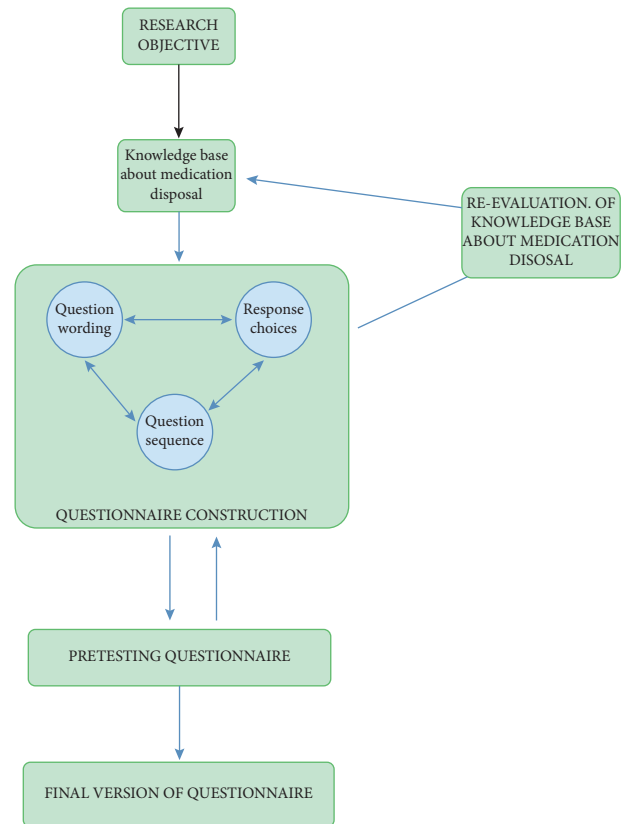 RESEARCH
OBJECTIVE
Knowledge base
about medication
disposal
RE-EVALUATION. OF
KNOWLEDGE BASE
ABOUT MEDICATION
DISOSAL
Question
wording
Response
choices
Question
sequence
QUESTIONNAIRE CONSTRUCTION
PRETESTING QUESTIONNAIRE
FINAL VERSION OF QUESTIONNAIRE